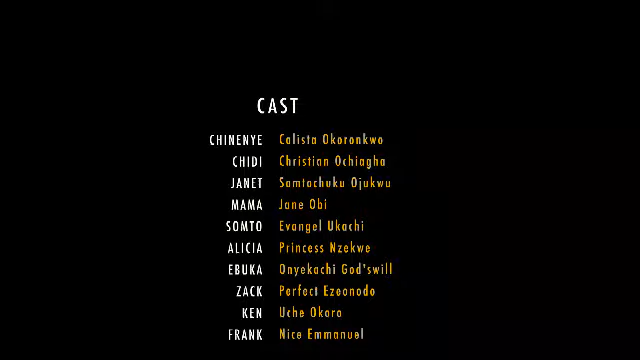 CAST
CHINENYE Calista Okoronkwo
CHIDI Christian Ochiagha
JANET Samtachuku Ojukwu
MAMA Jane Obi
SOMTO Evangel Ukachi
ALICIA Princess Nzekwe
EBUKA Onyekachi God'swill
ZACK Perfect Ezeonodo
KEN Uche Okoro
FRANK Nice Emmanuel